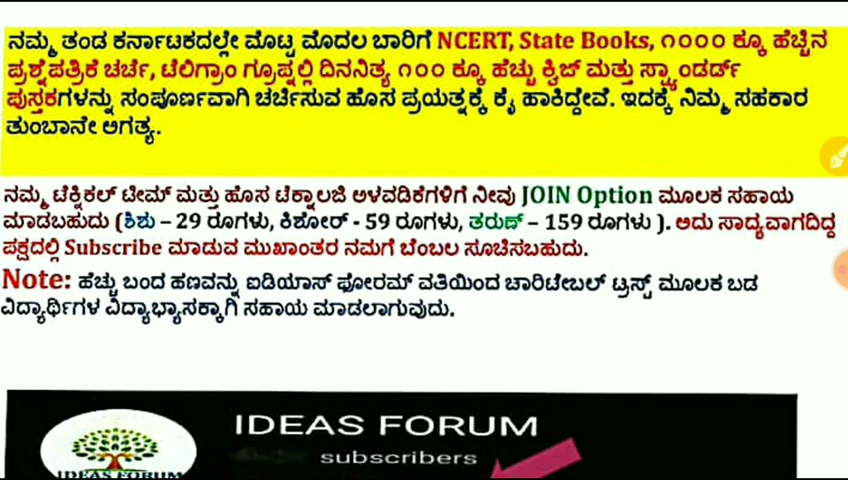 ನಮ್ಮ ತಂಡ ಕರ್ನಾಟಕದಲ್ಲೇ ಮೊಟ್ಟ ಮೊದಲ ಬಾರಿಗೆ NCERT, State Books, ೧೦೦೦ ಕ್ಕೂ ಹೆಚ್ಚಿನ
ಪ್ರಶ್ನೆಪತ್ರಿಕೆ ಚರ್ಚೆ, ಟೆಲಿಗ್ರಾಂ ಗ್ರೂಪ್ನಲ್ಲಿ ದಿನನಿತ್ಯ ೧೦೦ ಕ್ಕೂ ಹೆಚ್ಚು ಕ್ವಿಜ್ ಮತ್ತು ಸ್ಟ್ಯಾಂಡರ್ಡ್
ಪುಸ್ತಕಗಳನ್ನು ಸಂಪೂರ್ಣವಾಗಿ ಚರ್ಚಿಸುವ ಹೊಸ ಪ್ರಯತ್ನಕ್ಕೆ ಕೈ ಹಾಕಿದ್ದೇವೆ. ಇದಕ್ಕೆ ನಿಮ್ಮ ಸಹಕಾರ
ತುಂಬಾನೇ ಅಗತ್ಯ.
ನಮ್ಮ ಟೆಕ್ನಿಕಲ್ ಟೀಮ್ ಮತ್ತು ಹೊಸ ಟೆಕ್ನಾಲಜಿ ಅಳವಡಿಕೆಗಳಿಗೆ ನೀವು JOIN Option ಮೂಲಕ ಸಹಾಯ
ಮಾಡಬಹುದು (ಶಿಶು – 29 ರೂಗಳು, ಕಿಶೋರ್ - 59 ರೂಗಳು, ತರುಣ್ – 159 ರೂಗಳು ). ಅದು ಸಾಧ್ಯವಾಗದಿದ್ದ
ಪಕ್ಷದಲ್ಲಿ Subscribe ಮಾಡುವ ಮುಖಾಂತರ ನಮಗೆ ಬೆಂಬಲ ಸೂಚಿಸಬಹುದು.
Note: ಹೆಚ್ಚು ಬಂದ ಹಣವನ್ನು ಐಡಿಯಾಸ್ ಫೋರಮ್ ವತಿಯಿಂದ ಚಾರಿಟೇಬಲ್ ಟ್ರಸ್ಟ್ ಮೂಲಕ ಬಡ
ವಿದ್ಯಾರ್ಥಿಗಳ ವಿದ್ಯಾಭ್ಯಾಸಕ್ಕಾಗಿ ಸಹಾಯ ಮಾಡಲಾಗುವುದು.
IDEAS FORUM
subscribers
IDEAS FORUM